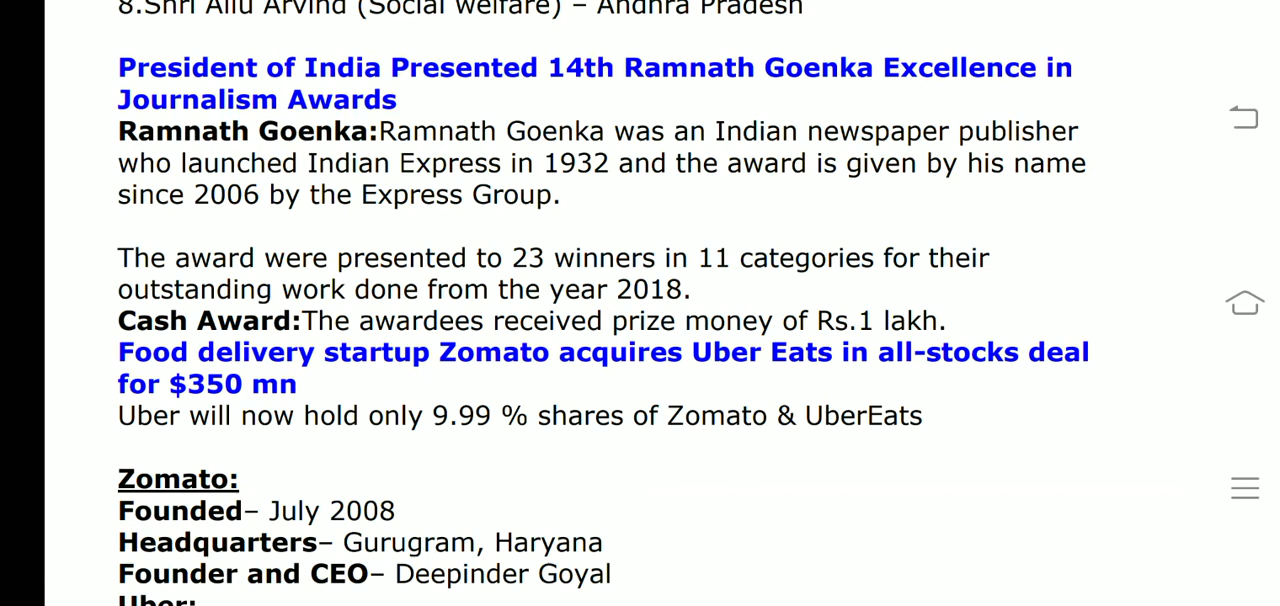 8.Shri Allu Arvind (Social welfare) – Andhra Pradesh
President of India Presented 14th Ramnath Goenka Excellence in
Journalism Awards
Ramnath Goenka:Ramnath Goenka was an Indian newspaper publisher
who launched Indian Express in 1932 and the award is given by his name
since 2006 by the Express Group.
The award were presented to 23 winners in 11 categories for their
outstanding work done from the year 2018.
Cash Award:The awardees received prize money of Rs.1 lakh.
Food delivery startup Zomato acquires Uber Eats in all-stocks deal
for $350 mn
Uber will now hold only 9.99 % shares of Zomato & UberEats
Zomato:
Founded– July 2008
Headquarters– Gurugram, Haryana
Founder and CEO– Deepinder Goyal
Uber: